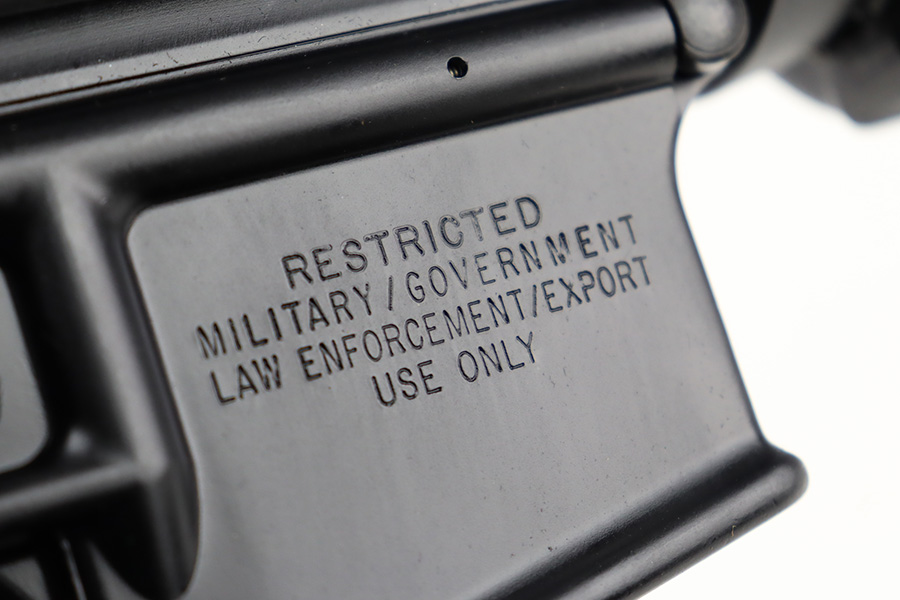 RESTRICTED
MILITARY/GOVERNMENT
LAW ENFORCEMENT/EXPORT
USE ONLY